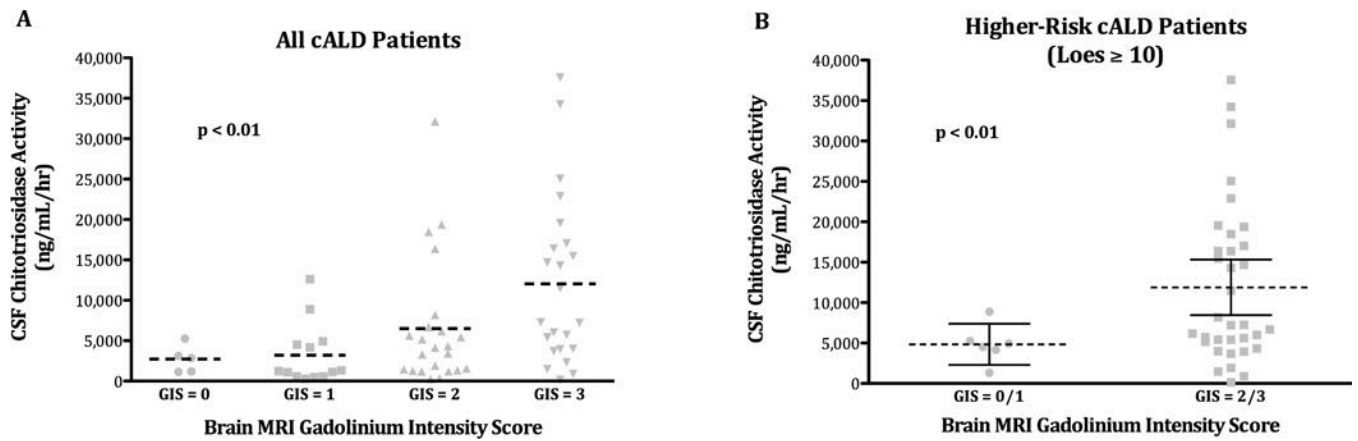 A
All cALD Patients
CSF Chitotriosidase Activity
(ng/mL/hr)
40,000
35,000
30,000
25,000
20,000
15,000
10,000
5,000
0
p < 0.01
GIS = 0
GIS = 1
GIS = 2
GIS = 3
Brain MRI Gadolinium Intensity Score
B
Higher-Risk cALD Patients
(Loes ≥ 10)
CSF Chitotriosidase Activity
(ng/mL/hr)
40,000
35,000
30,000
25,000
20,000
15,000
10,000
5,000
0
p < 0.01
GIS = 0/1
GIS = 2/3
Brain MRI Gadolinium Intensity Score